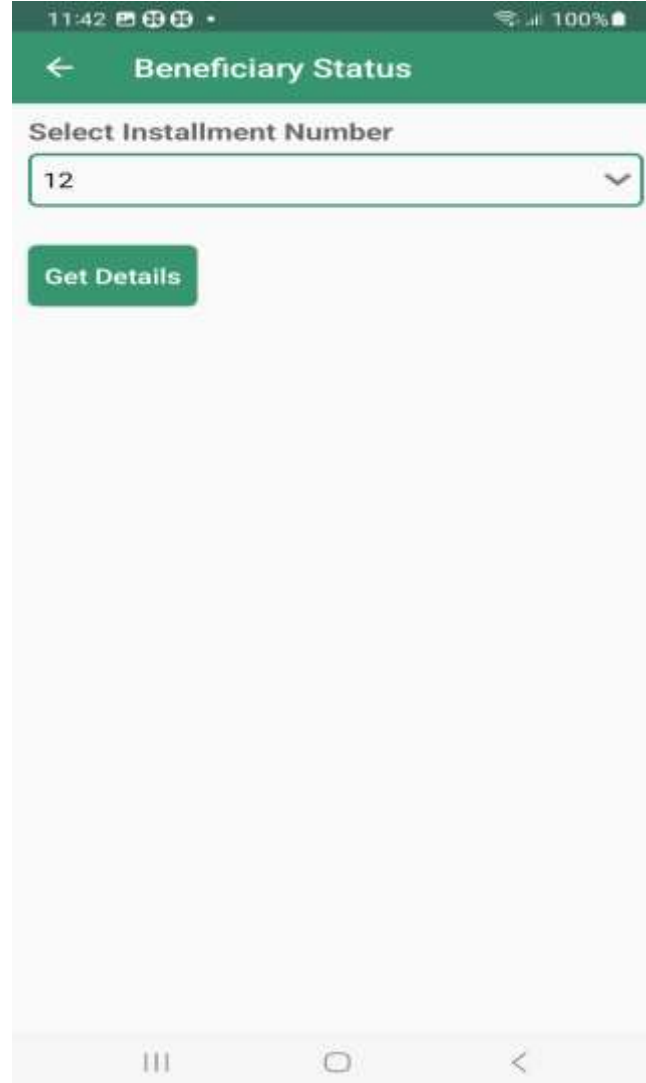 11:42
100%
Beneficiary Status
Select Installment Number
12
Get Details